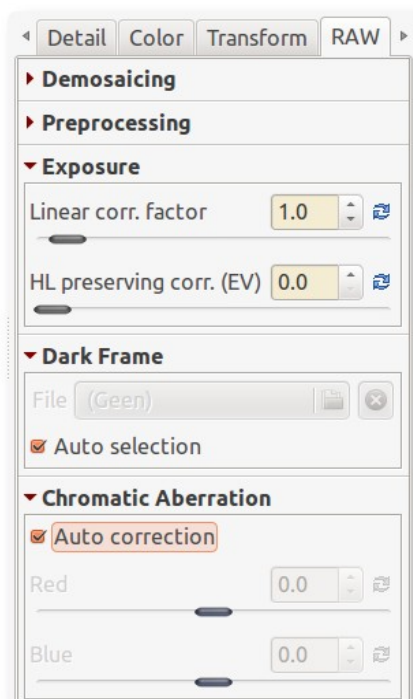 Detail Color Transform RAW
Demosaicing
Preprocessing
Exposure
Linear corr. factor 1.0
HL preserving corr. (EV) 0.0
Dark Frame
File (Geen)
Auto selection
Chromatic Aberration
Auto correction
Red 0.0
Blue 0.0